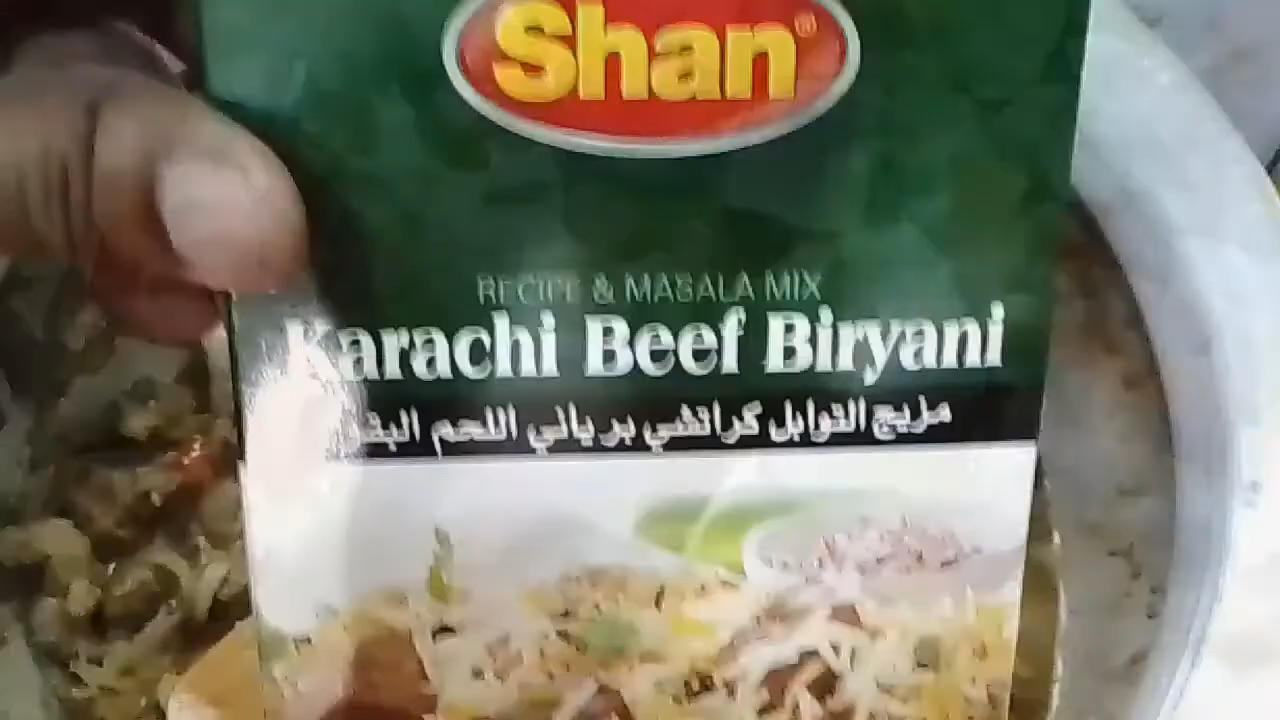 Shan®
RECIPE & MASALA MIX
Karachi Beef Biryani
مزيج التوابل كراتشي برياني اللحم